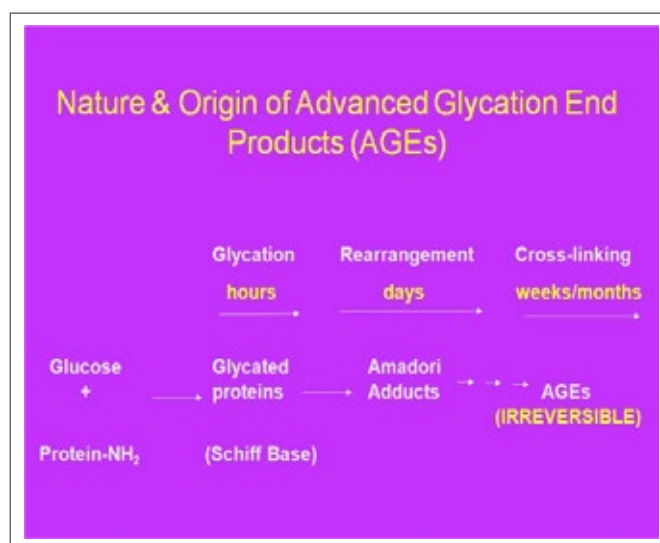 Nature & Origin of Advanced Glycation End
Products (AGEs)
Glycation Rearrangement Cross-linking
hours days weeks/months
Glucose Glycated Amadori
+ proteins Adducts AGEs
(IRREVERSIBLE)
Protein-NH₂ (Schiff Base)